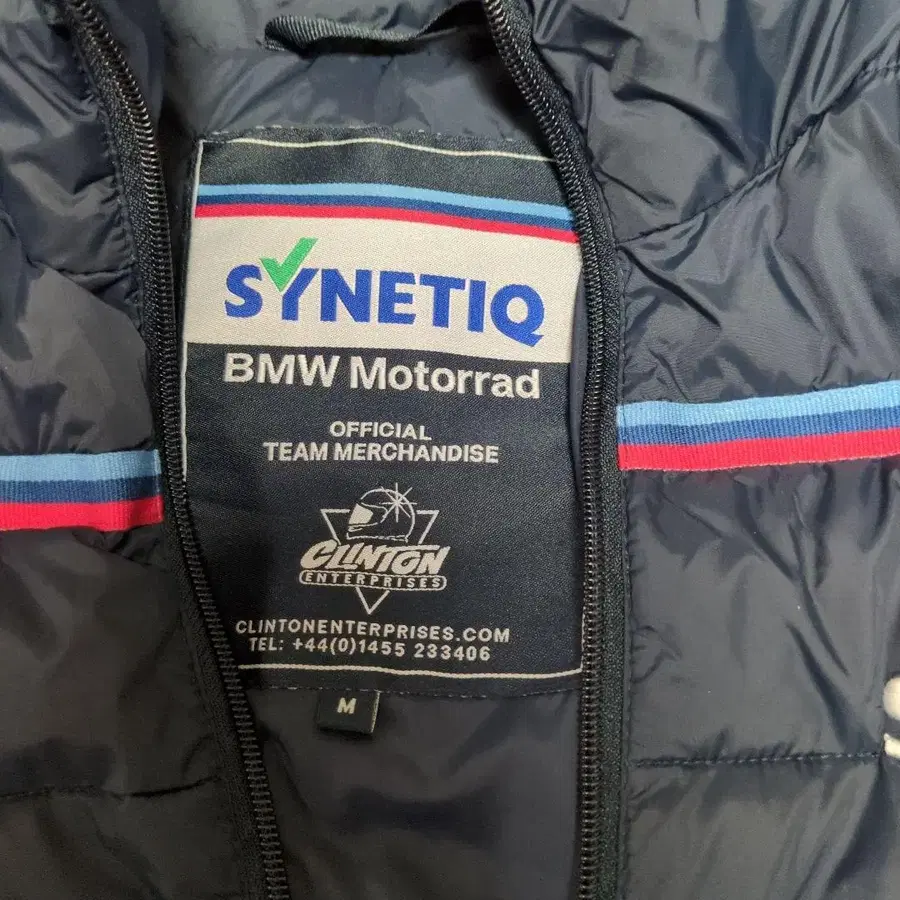 SYNETIQ
BMW Motorrad
OFFICIAL
TEAM MERCHANDISE
CLINTON
ENTERPRISES
CLINTONENTERPRISES.COM
TEL: +44(0)1455 233406
M